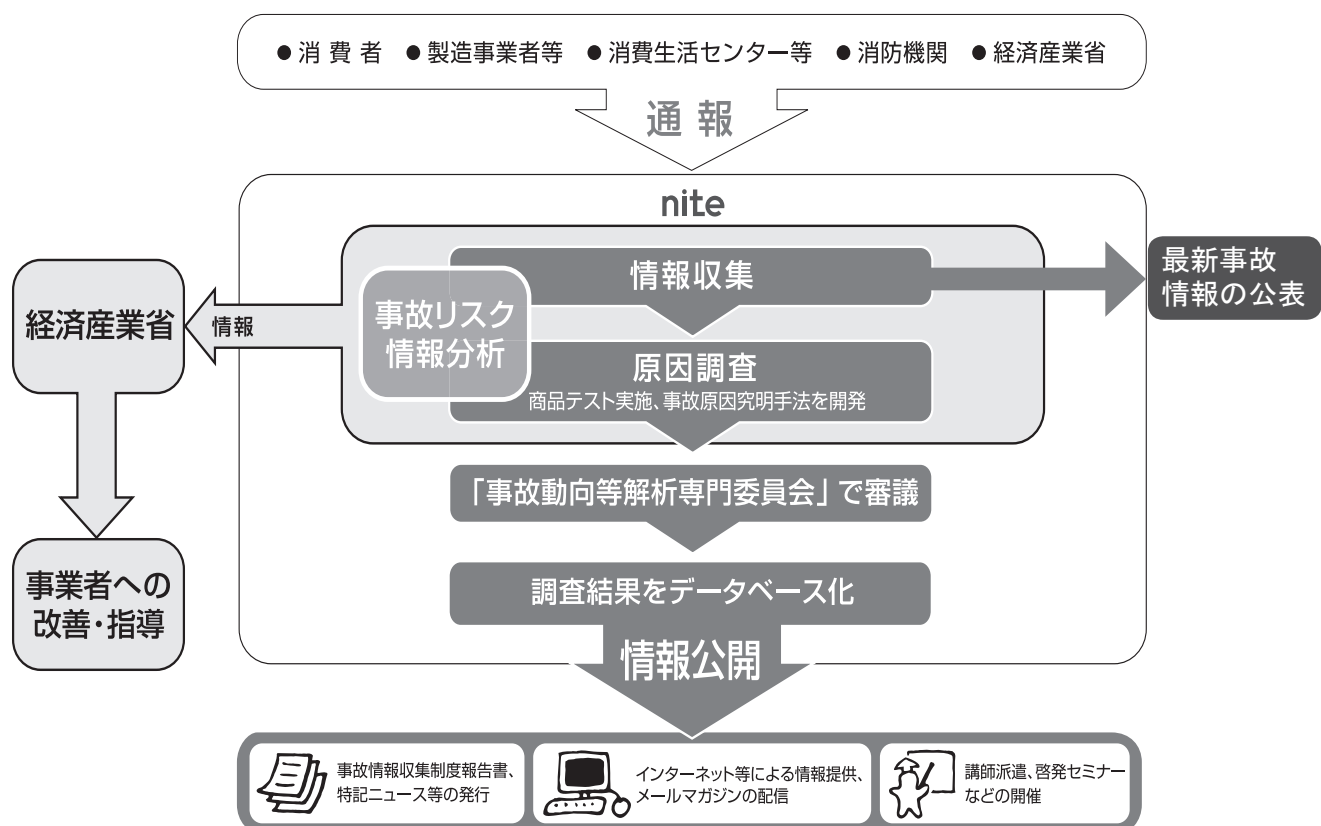 ● 消 費 者 ● 製造事業者等 ● 消費生活センター等 ● 消防機関 ● 経済産業省
通 報
nite
情報収集
最新事故
情報の公表
事故リスク
情報分析
経済産業省
情報
原因調査
商品テスト実施、事故原因究明手法を開発
「事故動向等解析専門委員会」で審議
事業者への
改善・指導
調査結果をデータベース化
情報公開
事故情報収集制度報告書、
特記ニュース等の発行
インターネット等による情報提供、
メールマガジンの配信
講師派遣、啓発セミナー
などの開催